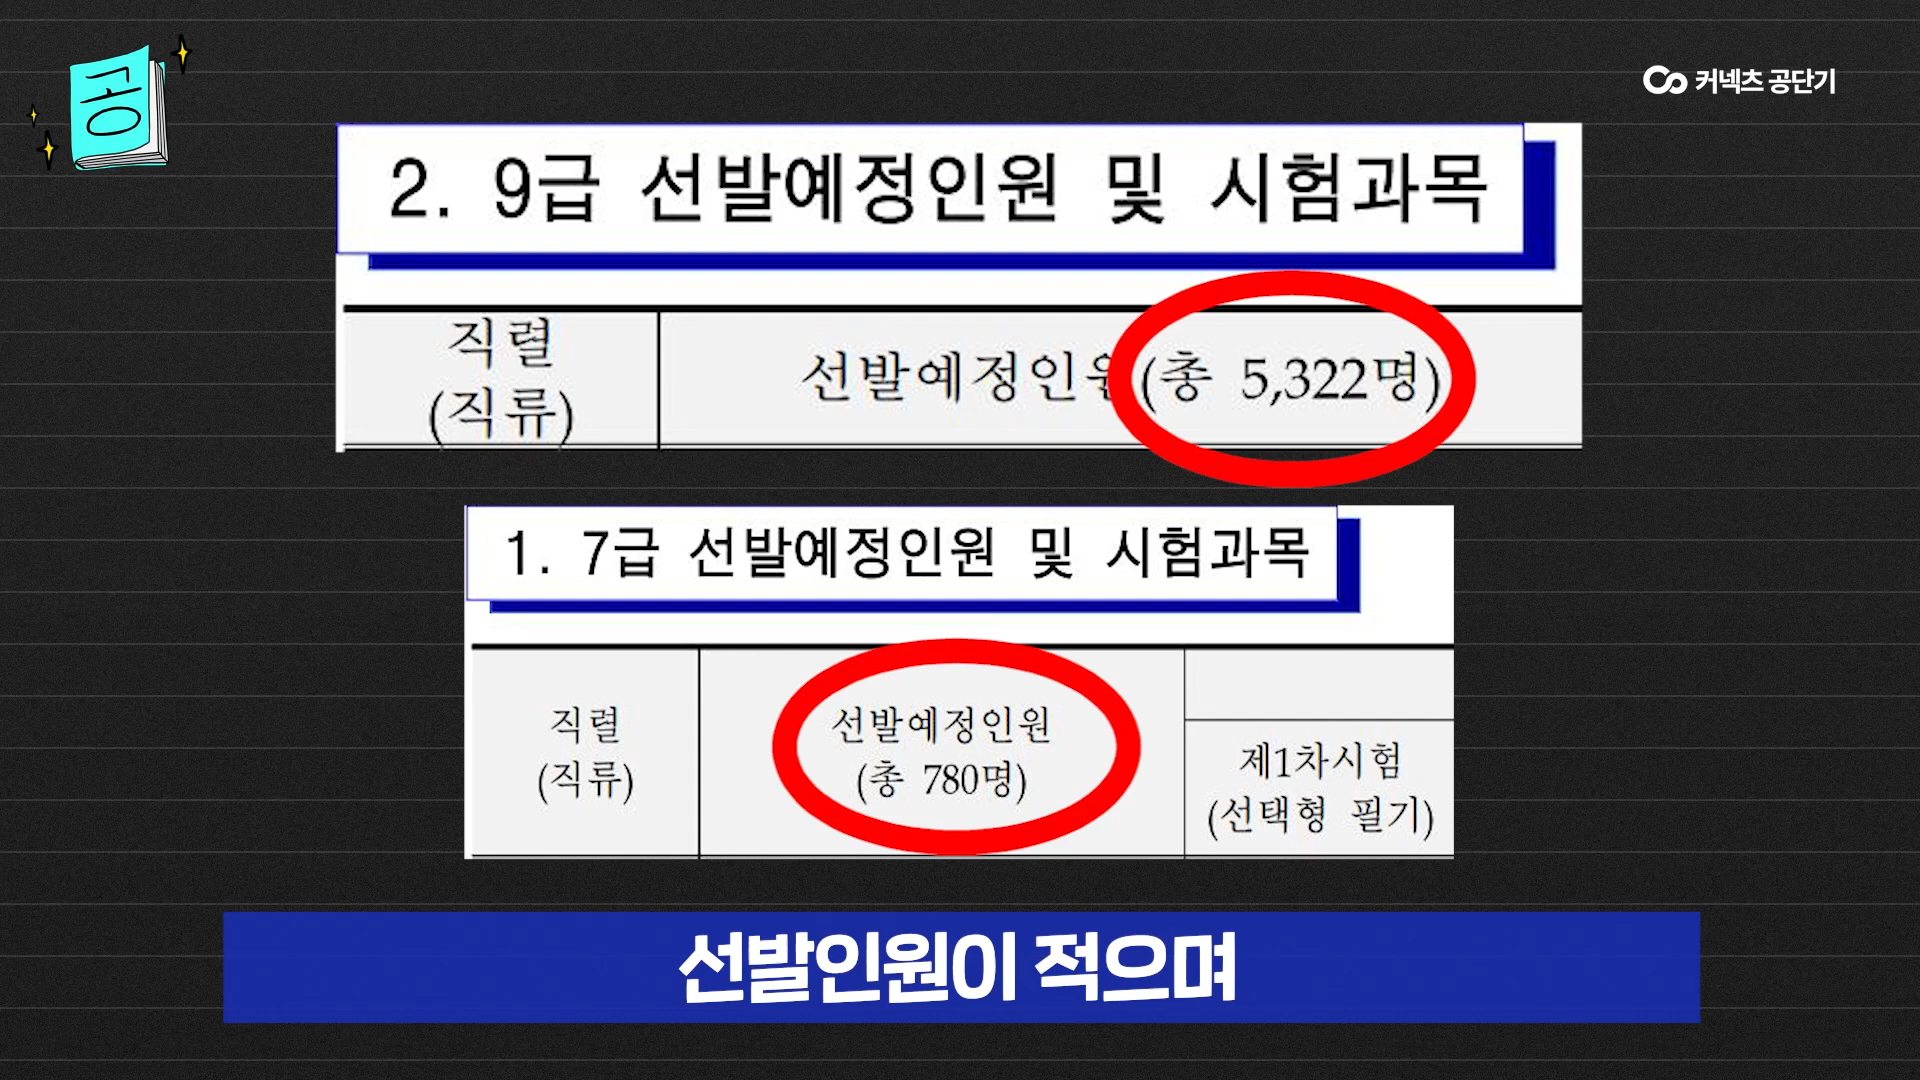 공
커넥츠 공단기
2. 9급 선발예정인원 및 시험과목
직렬
(직류)
선발예정인원(총 5,322명)
1. 7급 선발예정인원 및 시험과목
직렬
(직류)
선발예정인원
(총 780명)
제1차시험
(선택형 필기)
선발인원이 적으며